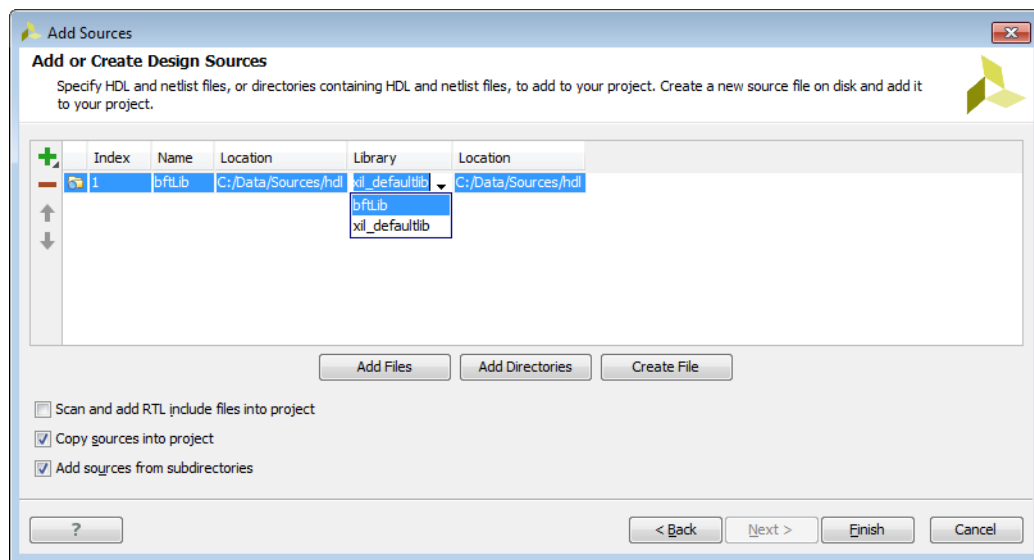 Add Sources
Add or Create Design Sources
Specify HDL and netlist files, or directories containing HDL and netlist files, to add to your project. Create a new source file on disk and add it
to your project.
Index Name Location Library Location
1 bftLib C:/Data/Sources/hdl xil_defaultlib C:/Data/Sources/hdl
bftLib
xil_defaultlib
Add Files Add Directories Create File
Scan and add RTL include files into project
Copy sources into project
Add sources from subdirectories
? < Back Next > Finish Cancel